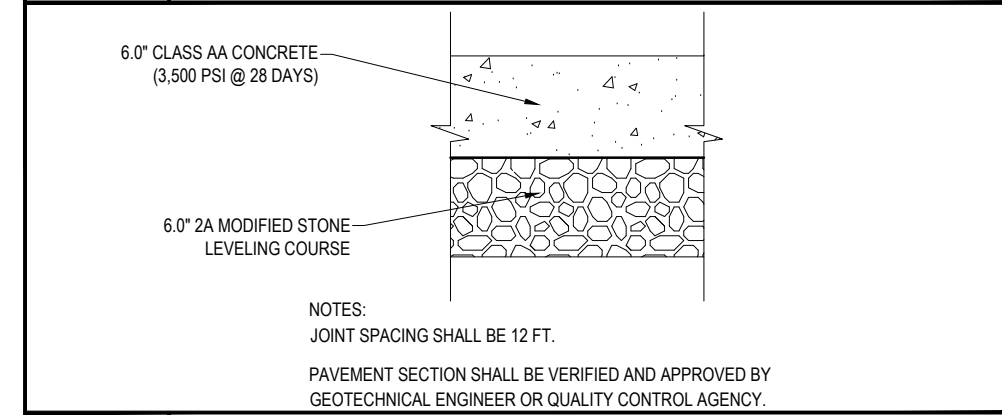 6.0" CLASS AA CONCRETE
(3,500 PSI @ 28 DAYS)
6.0" 2A MODIFIED STONE
LEVELING COURSE
NOTES:
JOINT SPACING SHALL BE 12 FT.
PAVEMENT SECTION SHALL BE VERIFIED AND APPROVED BY
GEOTECHNICAL ENGINEER OR QUALITY CONTROL AGENCY.